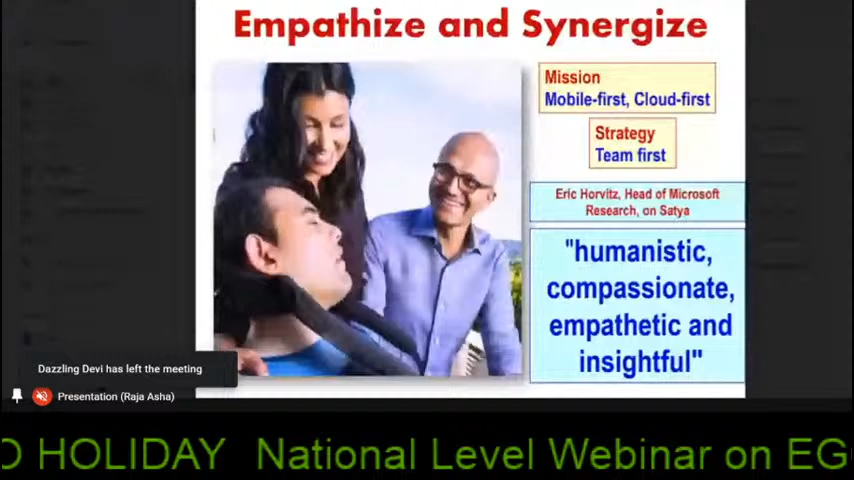 Empathize and Synergize
Mission
Mobile-first, Cloud-first
Strategy
Team first
Eric Horvitz, Head of Microsoft
Research, on Satya
"humanistic,
compassionate,
empathetic and
insightful"
Dazzling Devi has left the meeting
Presentation (Raja Asha)
O HOLIDAY National Level Webinar on EG